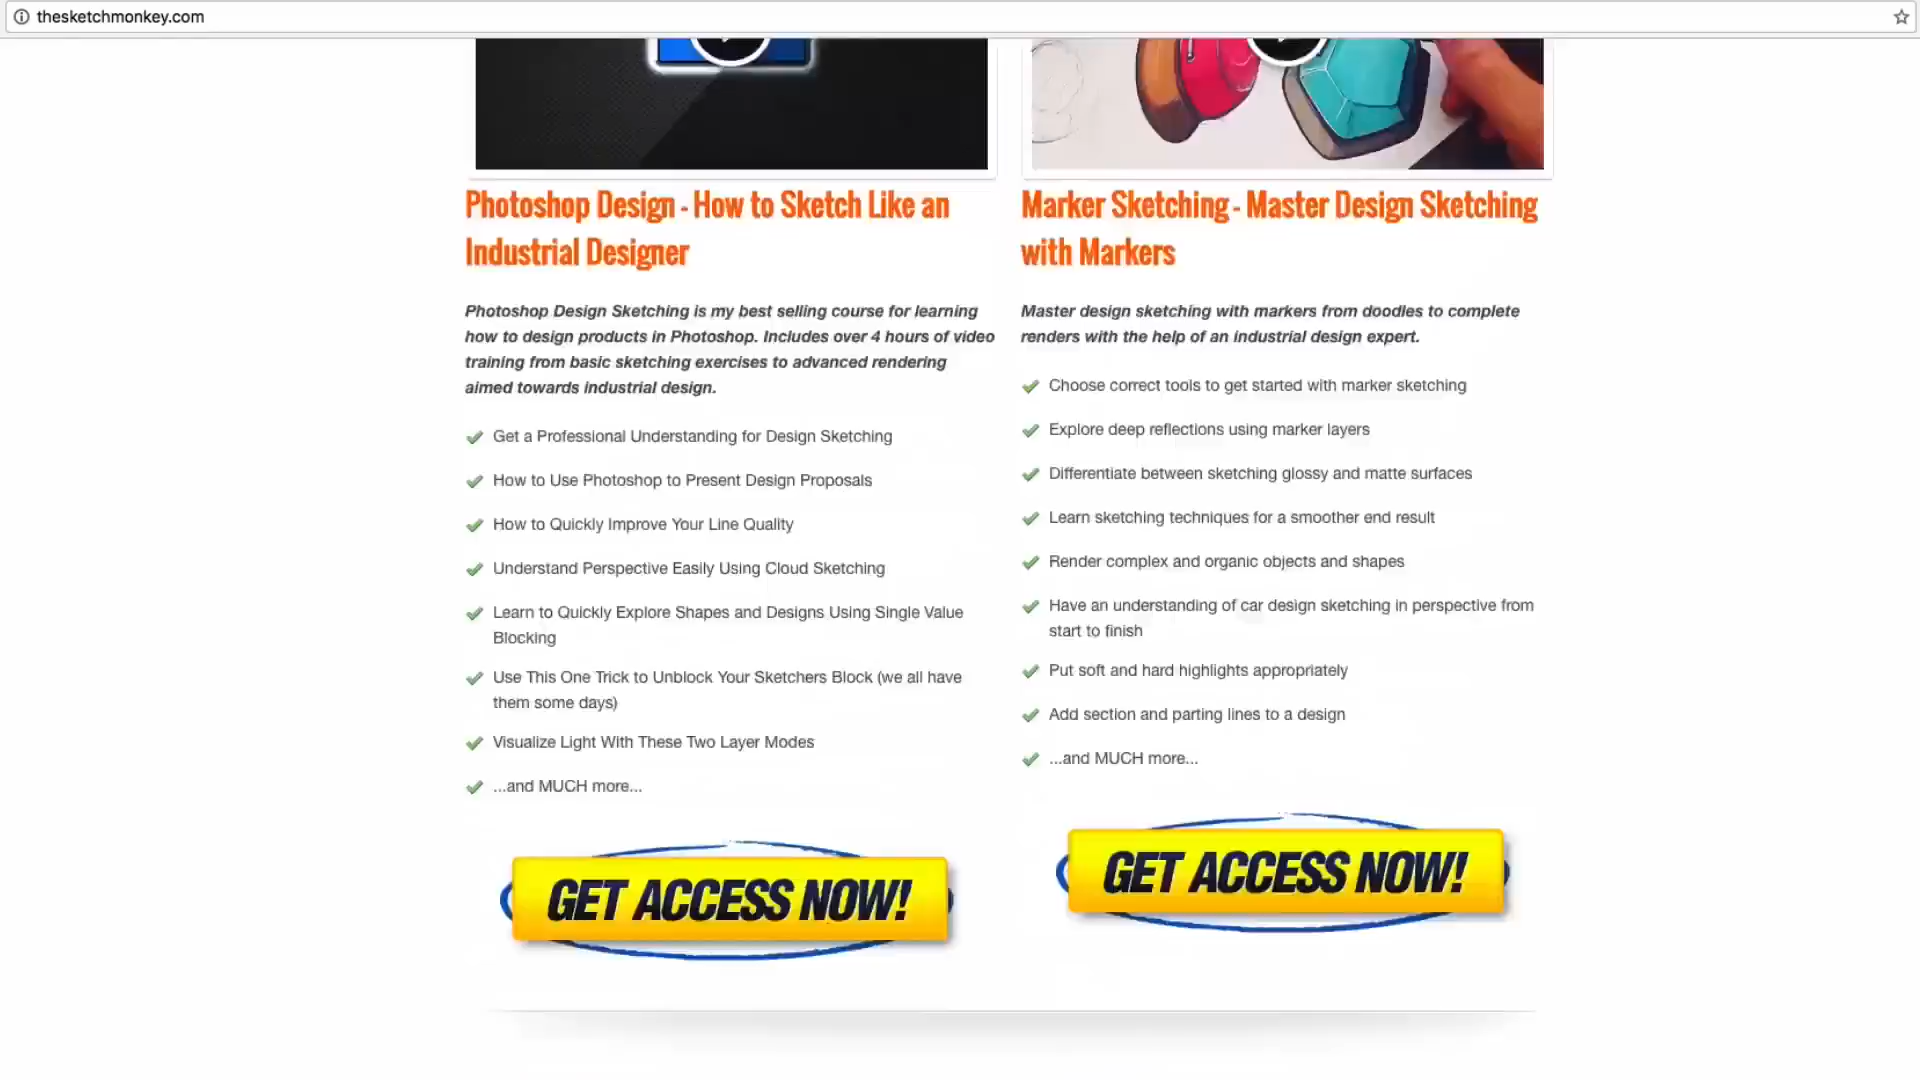 thesketchmonkey.com
Photoshop Design - How to Sketch Like an
Industrial Designer
Photoshop Design Sketching is my best selling course for learning
how to design products in Photoshop. Includes over 4 hours of video
training from basic sketching exercises to advanced rendering
aimed towards industrial design.
Get a Professional Understanding for Design Sketching
How to Use Photoshop to Present Design Proposals
How to Quickly Improve Your Line Quality
Understand Perspective Easily Using Cloud Sketching
Learn to Quickly Explore Shapes and Designs Using Single Value
Blocking
Use This One Trick to Unblock Your Sketchers Block (we all have
them some days)
Visualize Light With These Two Layer Modes
...and MUCH more...
GET ACCESS NOW!
Marker Sketching - Master Design Sketching
with Markers
Master design sketching with markers from doodles to complete
renders with the help of an industrial design expert.
Choose correct tools to get started with marker sketching
Explore deep reflections using marker layers
Differentiate between sketching glossy and matte surfaces
Learn sketching techniques for a smoother end result
Render complex and organic objects and shapes
Have an understanding of car design sketching in perspective from
start to finish
Put soft and hard highlights appropriately
Add section and parting lines to a design
...and MUCH more...
GET ACCESS NOW!